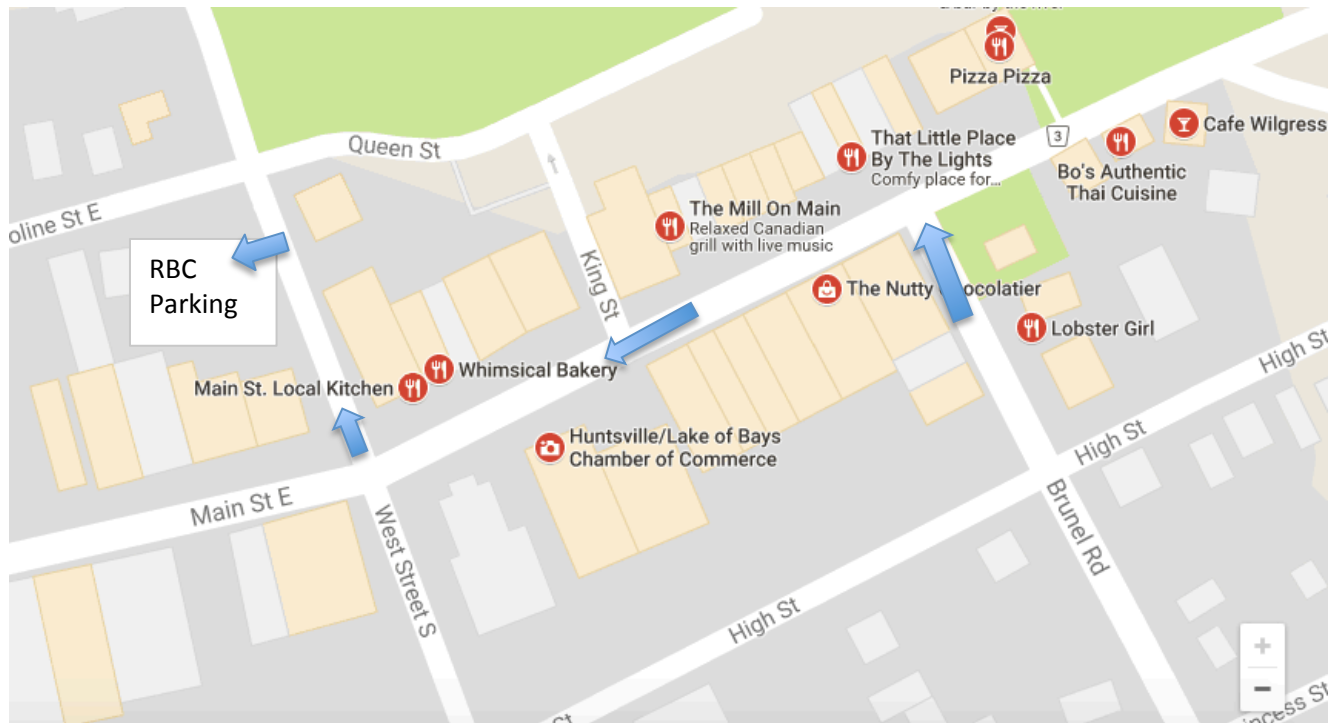 Pizza Pizza
3
Cafe Wilgress
That Little Place
By The Lights
Comfy place for...
Bo's Authentic
Thai Cuisine
Queen St
oline St E
The Mill On Main
Relaxed Canadian
grill with live music
RBC
Parking
King St
The Nutty
ocolatier
Lobster Girl
High St
Whimsical Bakery
Main St. Local Kitchen
Huntsville/Lake of Bays
Chamber of Commerce
High St
Main St E
West Street S
Brunel Rd
High St
+
−
St
ncess St